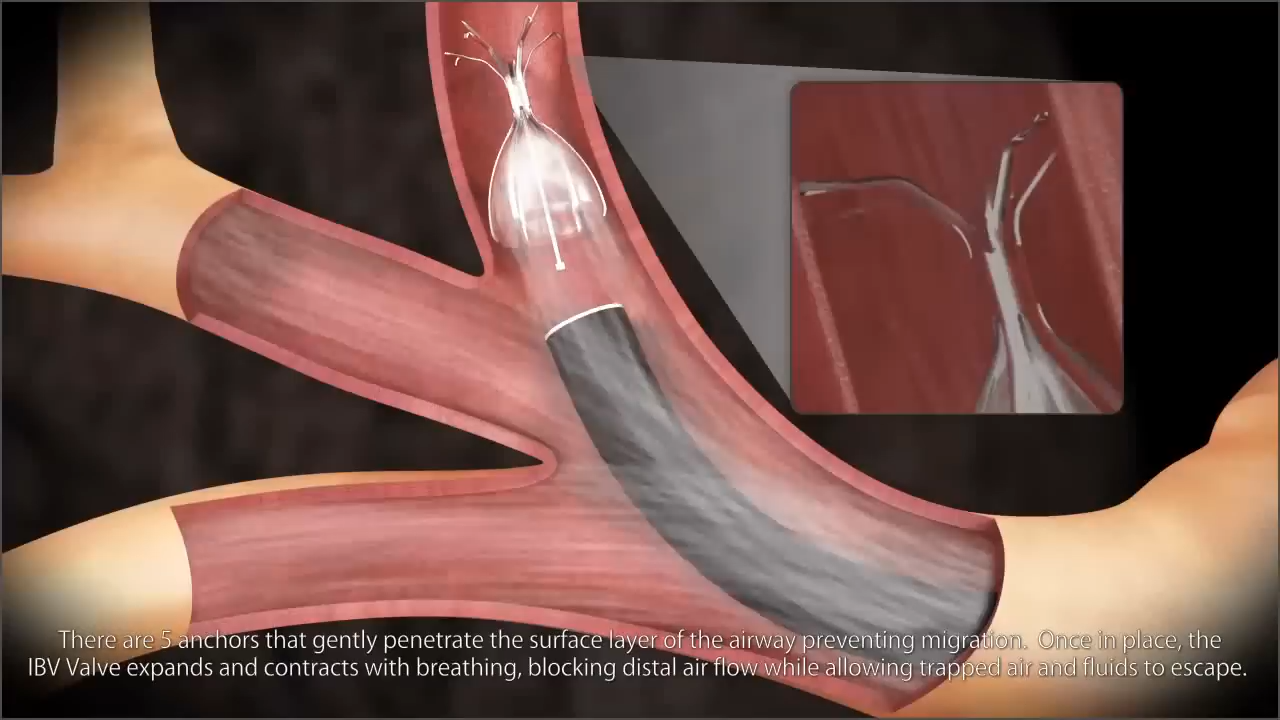 There are 5 anchors that gently penetrate the surface layer of the airway preventing migration.  Once in place, the
IBV Valve expands and contracts with breathing, blocking distal air flow while allowing trapped air and fluids to escape.